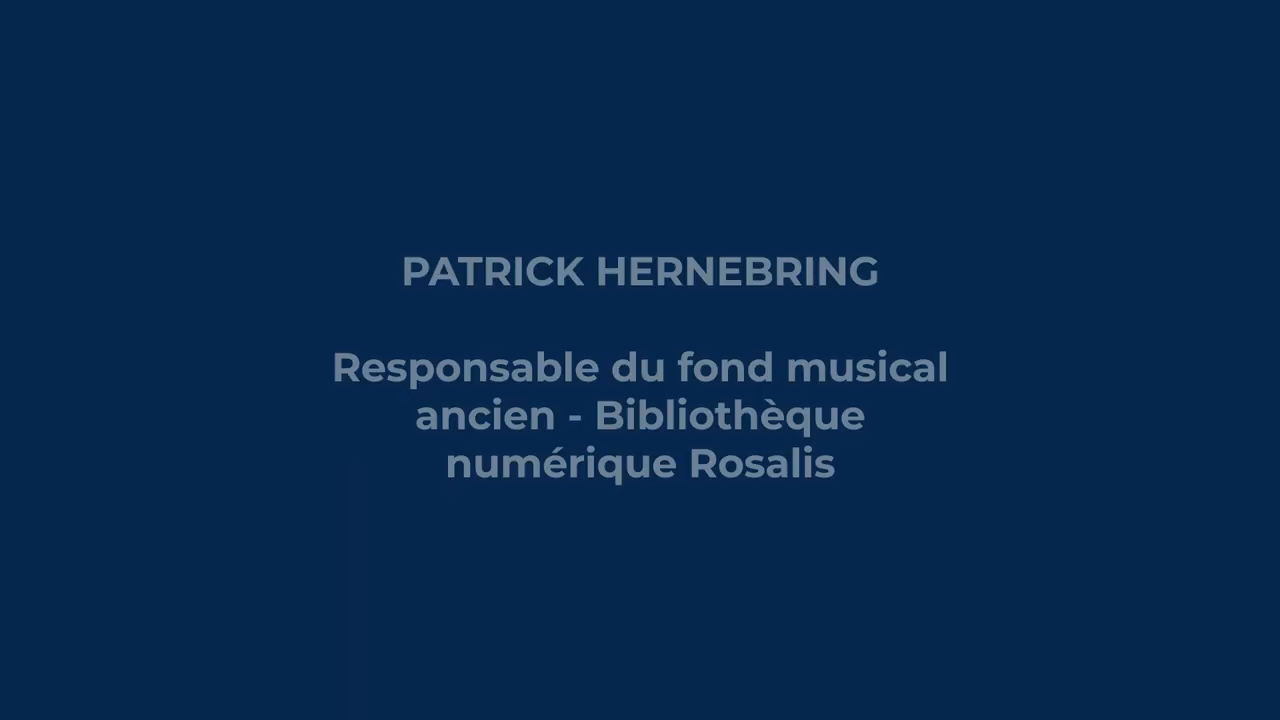 PATRICK HERNEBRING
Responsable du fond musical
ancien - Bibliothèque
numérique Rosalis